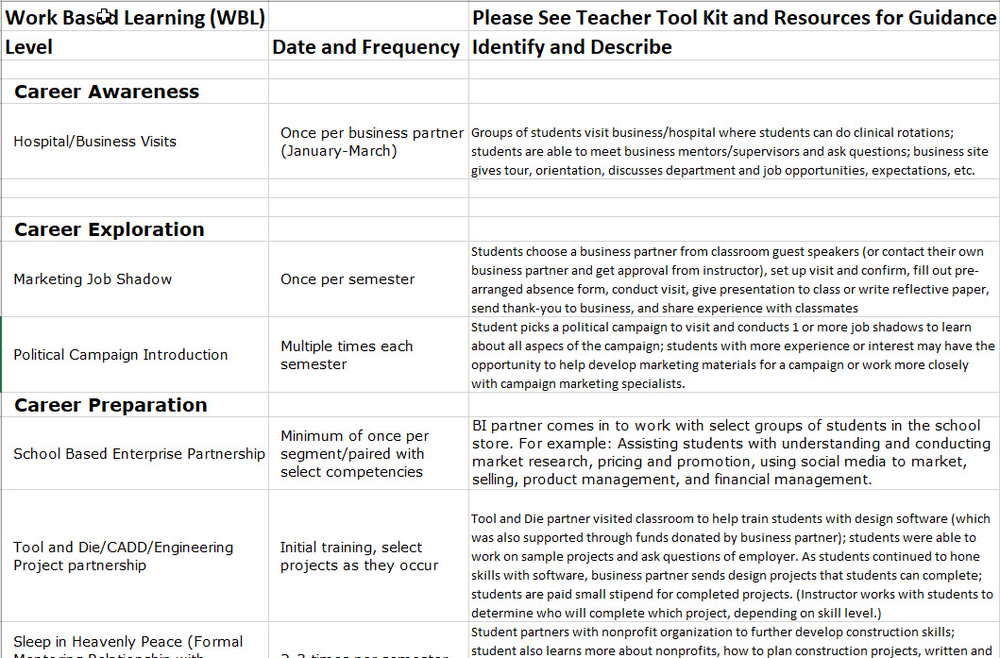 Work Based Learning (WBL) Please See Teacher Tool Kit and Resources for Guidance
Level Date and Frequency Identify and Describe
Career Awareness
Hospital/Business Visits
Once per business partner
(January-March)
Groups of students visit business/hospital where students can do clinical rotations;
students are able to meet business mentors/supervisors and ask questions; business site
gives tour, orientation, discusses department and job opportunities, expectations, etc.
Career Exploration
Marketing Job Shadow
Once per semester
Students choose a business partner from classroom guest speakers (or contact their own
business partner and get approval from instructor), set up visit and confirm, fill out pre-
arranged absence form, conduct visit, give presentation to class or write reflective paper,
send thank-you to business, and share experience with classmates
Political Campaign Introduction
Multiple times each
semester
Student picks a political campaign to visit and conducts 1 or more job shadows to learn
about all aspecs of the campaign; students with more experience or interest may have the
opportunity to help develop marketing materials for a campaign or work more closely
with campaign marketing specialists.
Career Preparation
School Based Enterprise Partnership
Minimum of once per
segment/paired with
select competencies
BI partner comes in to work with select groups of students in the school
store. For example: Assisting students with understanding and conducting
market research, pricing and promotion, using social media to market,
selling, product management, and financial management.
Tool and Die/CADD/Engineering
Project partnership
Initial training, select
projects as they occur
Tool and Die partner visited classroom to help train students with design software (which
was also supported through funds donated by business partner); students were able to
work on sample projects and ask questions of employer. As students continued to hone
skills with software, business partner sends design projects that students can complete;
students are paid small stipend for completed projects. (Instructor works with students to
determine who will complete which project, depending on skill level.)
Sleep in Heavenly Peace (Formal
Mentoring Relationship with
2-3 times per semester
Student partners with nonprofit organization to further develop construction skills;
student also learns more about nonprofits, how to plan construction projects, written and